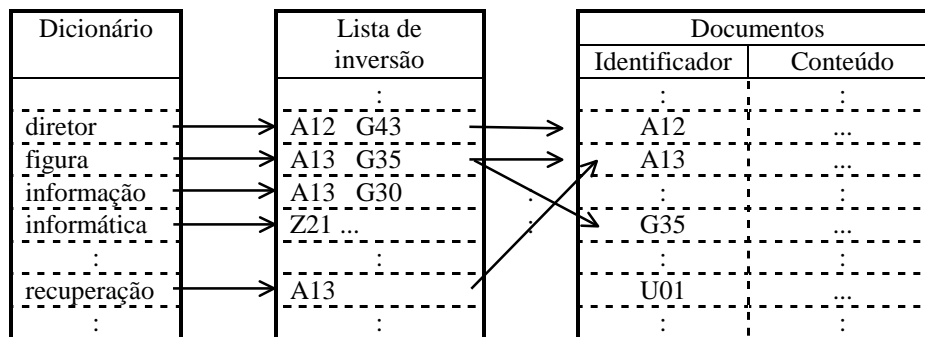 Dicionário Lista de inversão Documentos
Identificador Conteúdo
: : :
diretor A12 G43 A12 ...
figura A13 G35 A13 ...
informação A13 G30 : : :
informática Z21 ... : G35 ...
: : : :
recuperação A13 U01 ...
: : : :